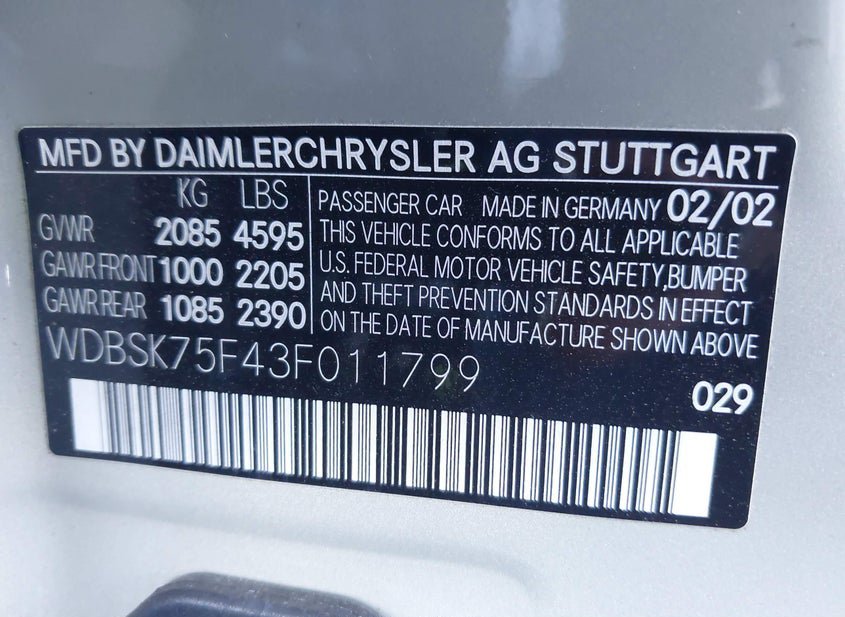 MFD BY DAIMLERCHRYSLER AG STUTTGART
KG LBS
GVWR 2085 4595
GAWR FRONT 1000 2205
GAWR REAR 1085 2390
PASSENGER CAR MADE IN GERMANY 02/02
THIS VEHICLE CONFORMS TO ALL APPLICABLE
U.S. FEDERAL MOTOR VEHICLE SAFETY,BUMPER
AND THEFT PREVENTION STANDARDS IN EFFECT
ON THE DATE OF MANUFACTURE SHOWN ABOVE
WDBSK75F43F011799
029